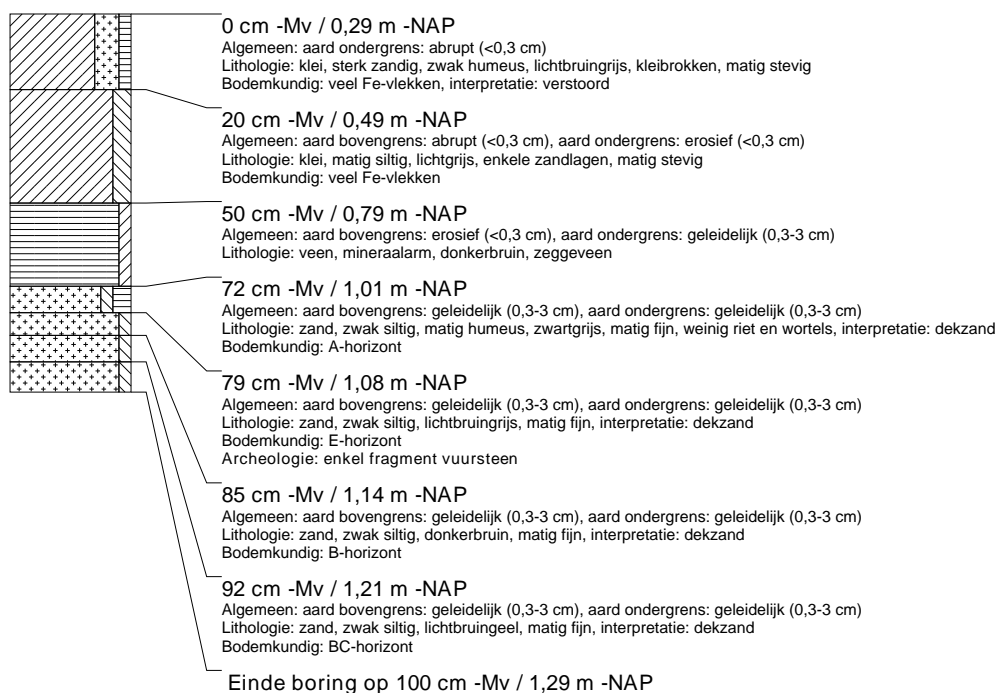 0 cm -Mv / 0,29 m -NAP
Algemeen: aard ondergrens: abrupt (<0,3 cm)
Lithologie: klei, sterk zandig, zwak humeus, lichtbruingrijs, kleibrokken, matig stevig
Bodemkundig: veel Fe-vlekken, interpretatie: verstoord
20 cm -Mv / 0,49 m -NAP
Algemeen: aard bovengrens: abrupt (<0,3 cm), aard ondergrens: erosief (<0,3 cm)
Lithologie: klei, matig siltig, lichtgrijs, enkele zandlagen, matig stevig
Bodemkundig: veel Fe-vlekken
50 cm -Mv / 0,79 m -NAP
Algemeen: aard bovengrens: erosief (<0,3 cm), aard ondergrens: geleidelijk (0,3-3 cm)
Lithologie: veen, mineraalarm, donkerbruin, zeggeveen
72 cm -Mv / 1,01 m -NAP
Algemeen: aard bovengrens: geleidelijk (0,3-3 cm), aard ondergrens: geleidelijk (0,3-3 cm)
Lithologie: zand, zwak siltig, matig humeus, zwartgrijs, matig fijn, weinig riet en wortels, interpretatie: dekzand
Bodemkundig: A-horizont
79 cm -Mv / 1,08 m -NAP
Algemeen: aard bovengrens: geleidelijk (0,3-3 cm), aard ondergrens: geleidelijk (0,3-3 cm)
Lithologie: zand, zwak siltig, lichtbruingrijs, matig fijn, interpretatie: dekzand
Bodemkundig: E-horizont
Archeologie: enkel fragment vuursteen
85 cm -Mv / 1,14 m -NAP
Algemeen: aard bovengrens: geleidelijk (0,3-3 cm), aard ondergrens: geleidelijk (0,3-3 cm)
Lithologie: zand, zwak siltig, donkerbruin, matig fijn, interpretatie: dekzand
Bodemkundig: B-horizont
92 cm -Mv / 1,21 m -NAP
Algemeen: aard bovengrens: geleidelijk (0,3-3 cm), aard ondergrens: geleidelijk (0,3-3 cm)
Lithologie: zand, zwak siltig, lichtbruingeel, matig fijn, interpretatie: dekzand
Bodemkundig: BC-horizont
Einde boring op 100 cm -Mv / 1,29 m -NAP